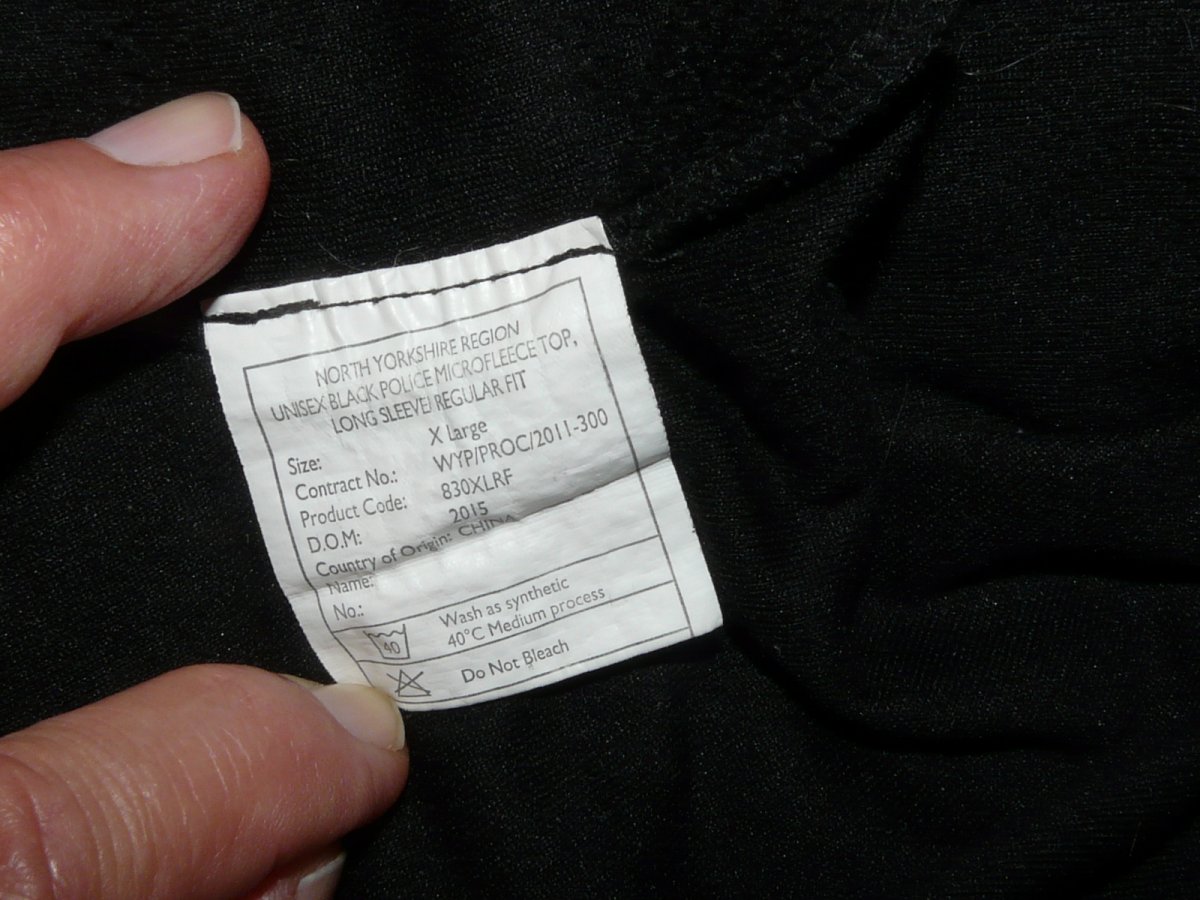 NORTH YORKSHIRE REGION
UNISEX BLACK POLICE MICROFLEECE TOP,
LONG SLEEVE/ REGULAR FIT
Size: X Large
Contract No.: WYP/PROC/2011-300
Product Code: 830XLRF
D.O.M: 2015
Country of Origin: CHINA
Name:
No.:
40 Wash as synthetic
40°C Medium process
Do Not Bleach